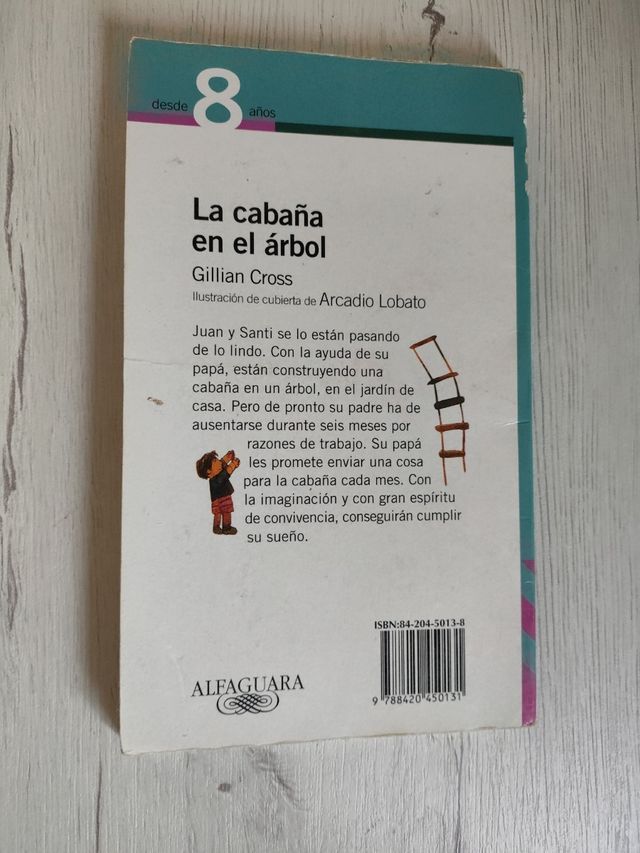 desde 8 años
La cabaña
en el árbol
Gillian Cross
Ilustración de cubierta de Arcadio Lobato
Juan y Santi se lo están pasando
de lo lindo. Con la ayuda de su
papá, están construyendo una
cabaña en un árbol, en el jardín de
casa. Pero de pronto su padre ha de
ausentarse durante seis meses por
razones de trabajo. Su papá
les promete enviar una cosa
para la cabaña cada mes. Con
la imaginación y con gran espíritu
de convivencia, conseguirán cumplir
su sueño.
ISBN:84-204-5013-8
9 788420 450131
ALFAGUARA